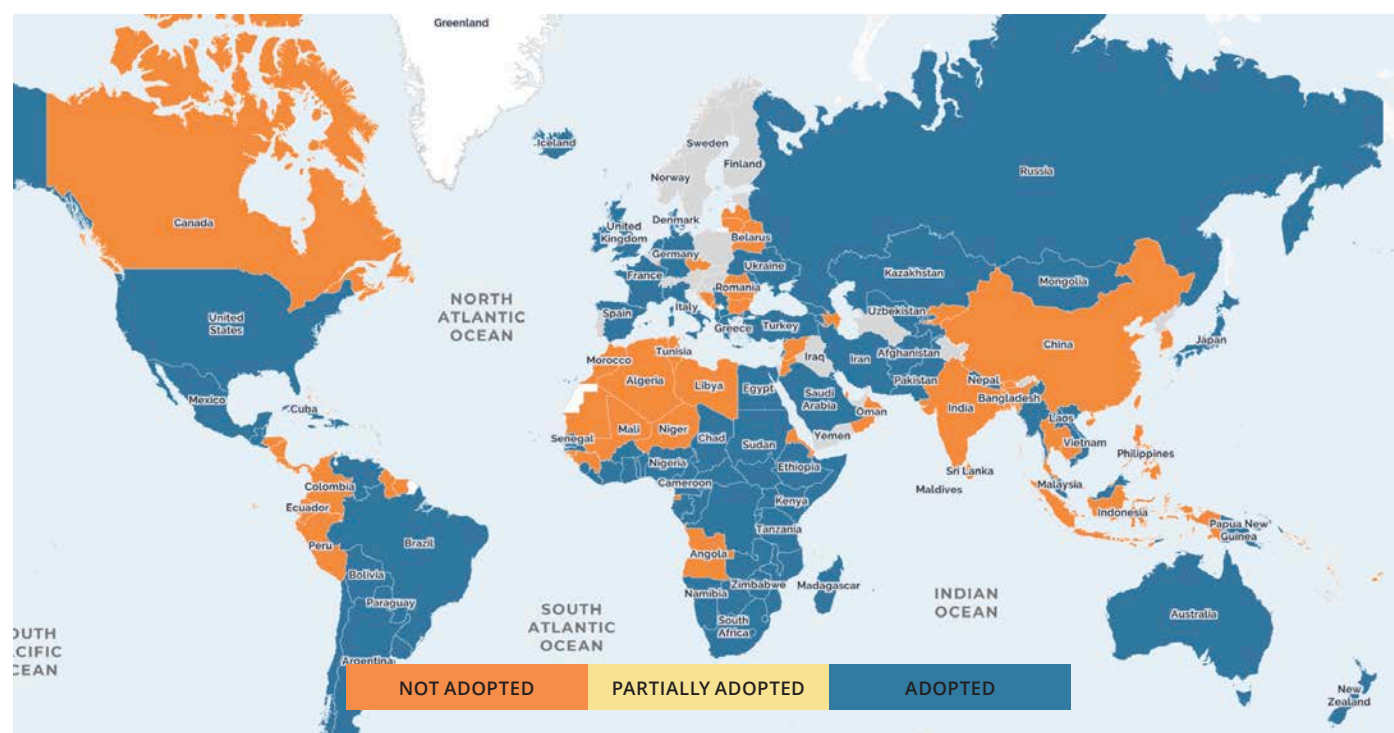 Greenland
Iceland
Sweden
Finland
Norway
Russia
Canada
Denmark
United
Kingdom
Belarus
Germany
Ukraine
France
Kazakhstan
Mongolia
Romania
NORTH
ATLANTIC
OCEAN
Italy
Uzbekistan
Spain
Greece
Turkey
United
States
China
Japan
Tunisia
Morocco
Iraq
Iran
Afghanistan
Algeria
Libya
Egypt
Saudi
Arabia
Pakistan
Nepal
Mexico
Cuba
Bangladesh
India
Oman
Laos
Mali
Niger
Chad
Senegal
Sudan
Yemen
Vietnam
Philippines
Nigeria
Ethiopia
Sri Lanka
Cameroon
Malaysia
Maldives
Colombia
Kenya
Ecuador
Indonesia
Papua New
Guinea
Tanzania
Peru
Brazil
Angola
Bolivia
Zimbabwe
Madagascar
Namibia
INDIAN
OCEAN
Paraguay
SOUTH
ATLANTIC
OCEAN
South
Africa
Australia
OUTH
CIFIC
CEAN
Argentina
NOT ADOPTED
PARTIALLY ADOPTED
ADOPTED
New
Zealand